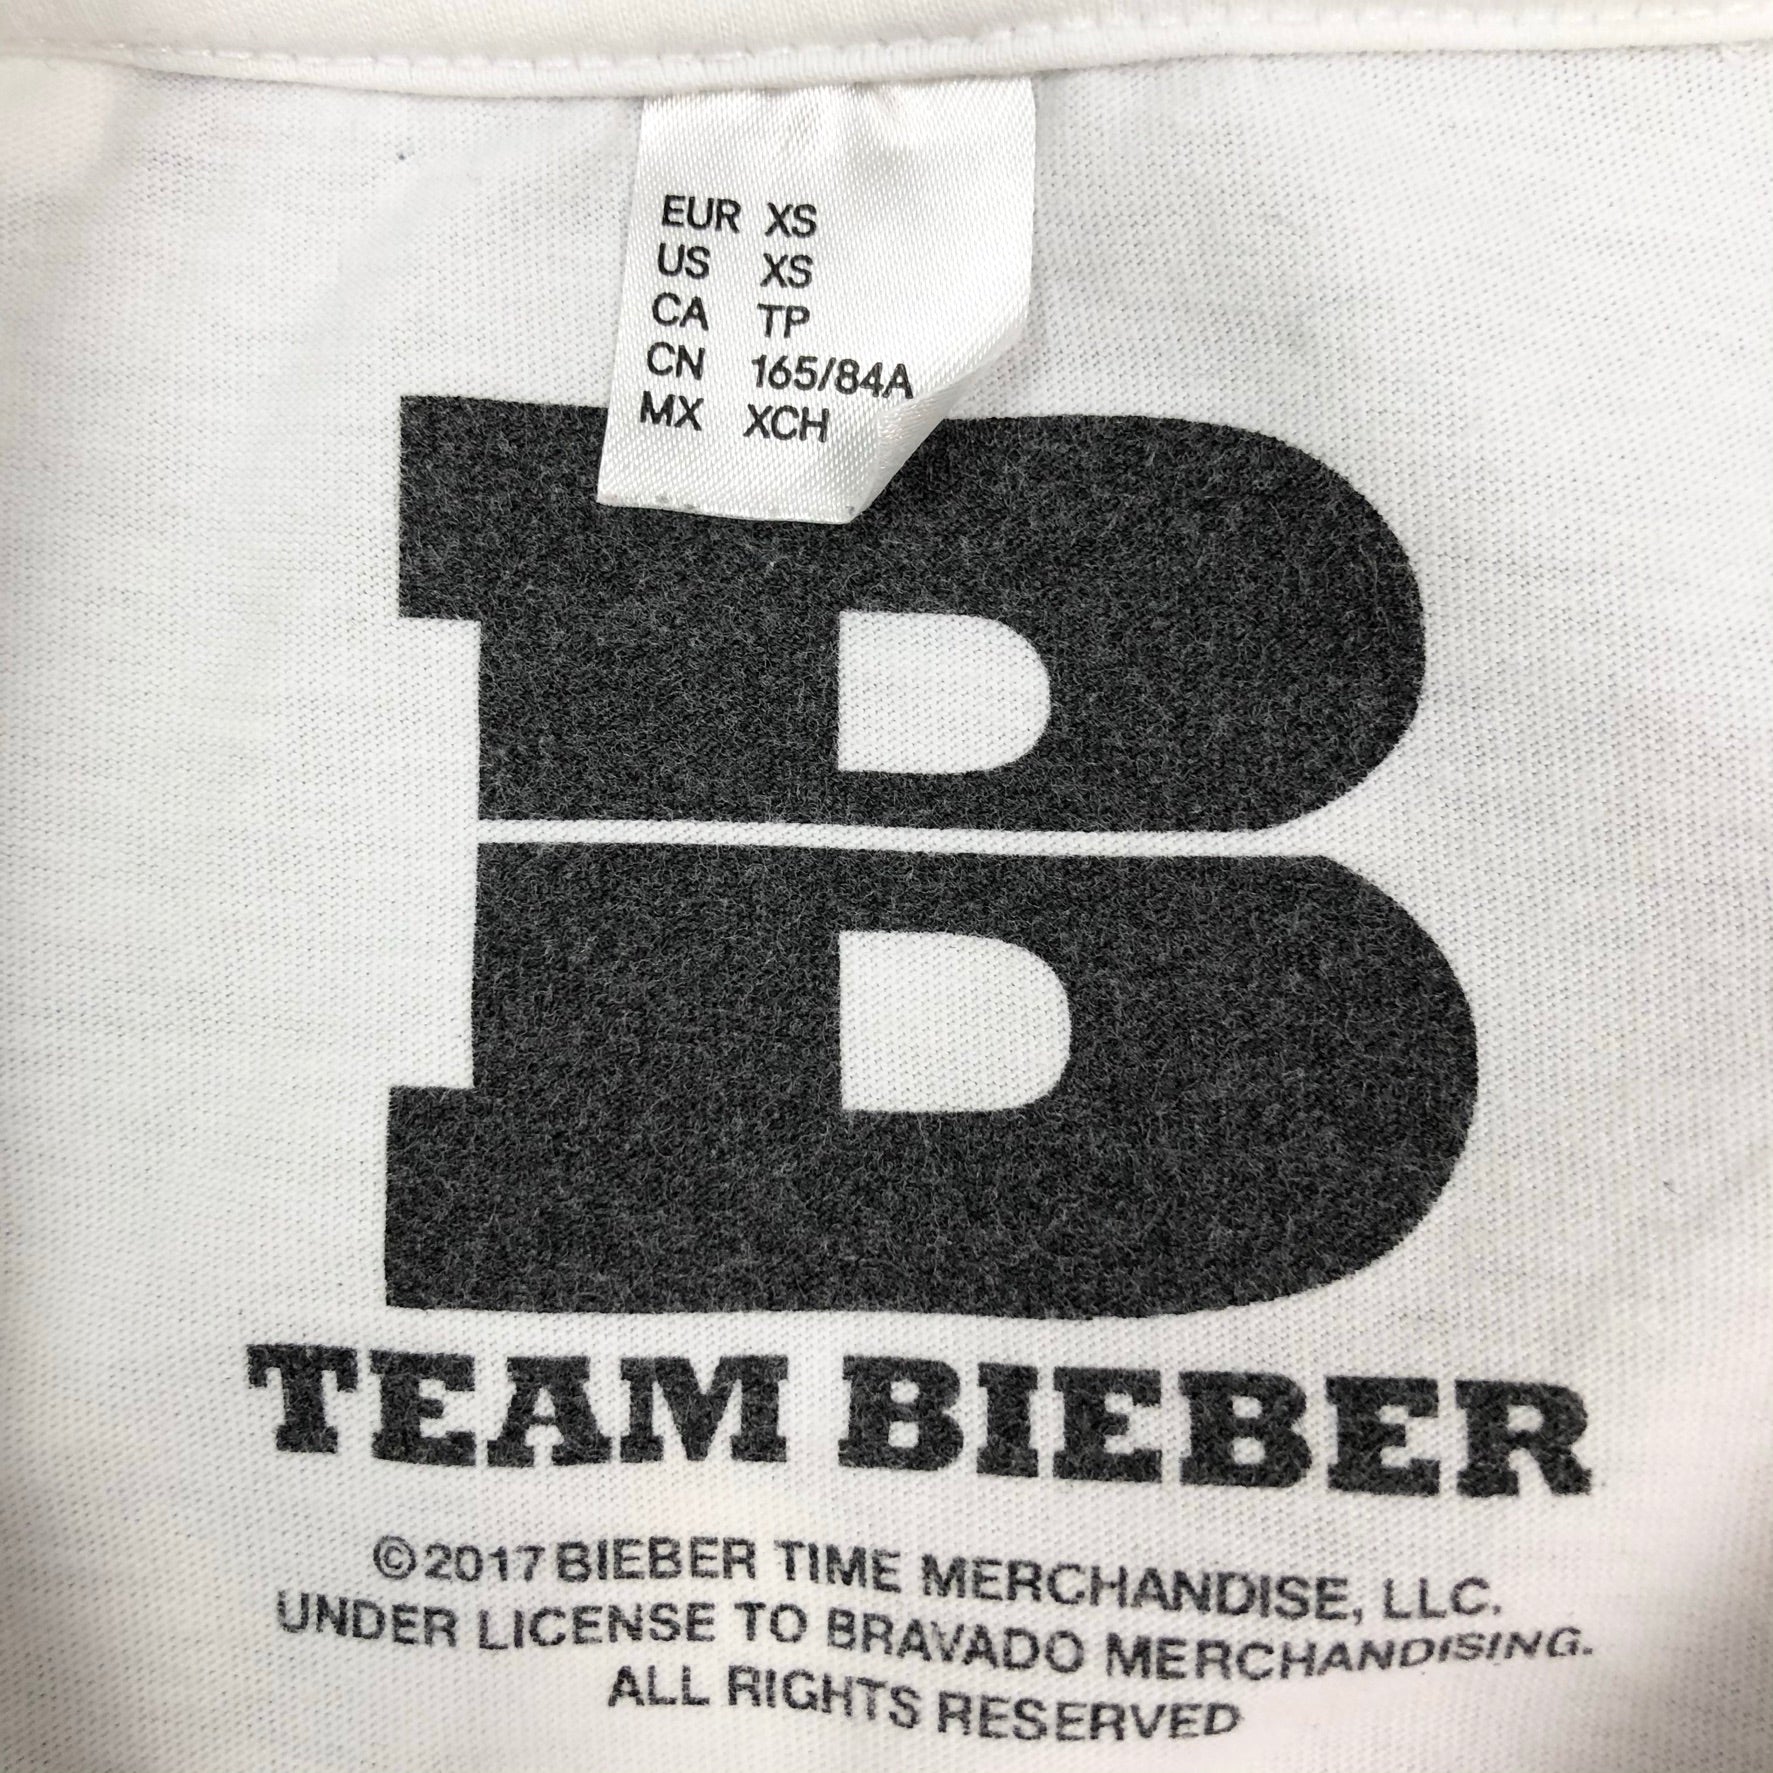 EUR XS
US XS
CA TP
CN 165/84A
MX XCH
B
TEAM BIEBER
©2017 BIEBER TIME MERCHANDISE, LLC.
UNDER LICENSE TO BRAVADO MERCHANDISING.
ALL RIGHTS RESERVED